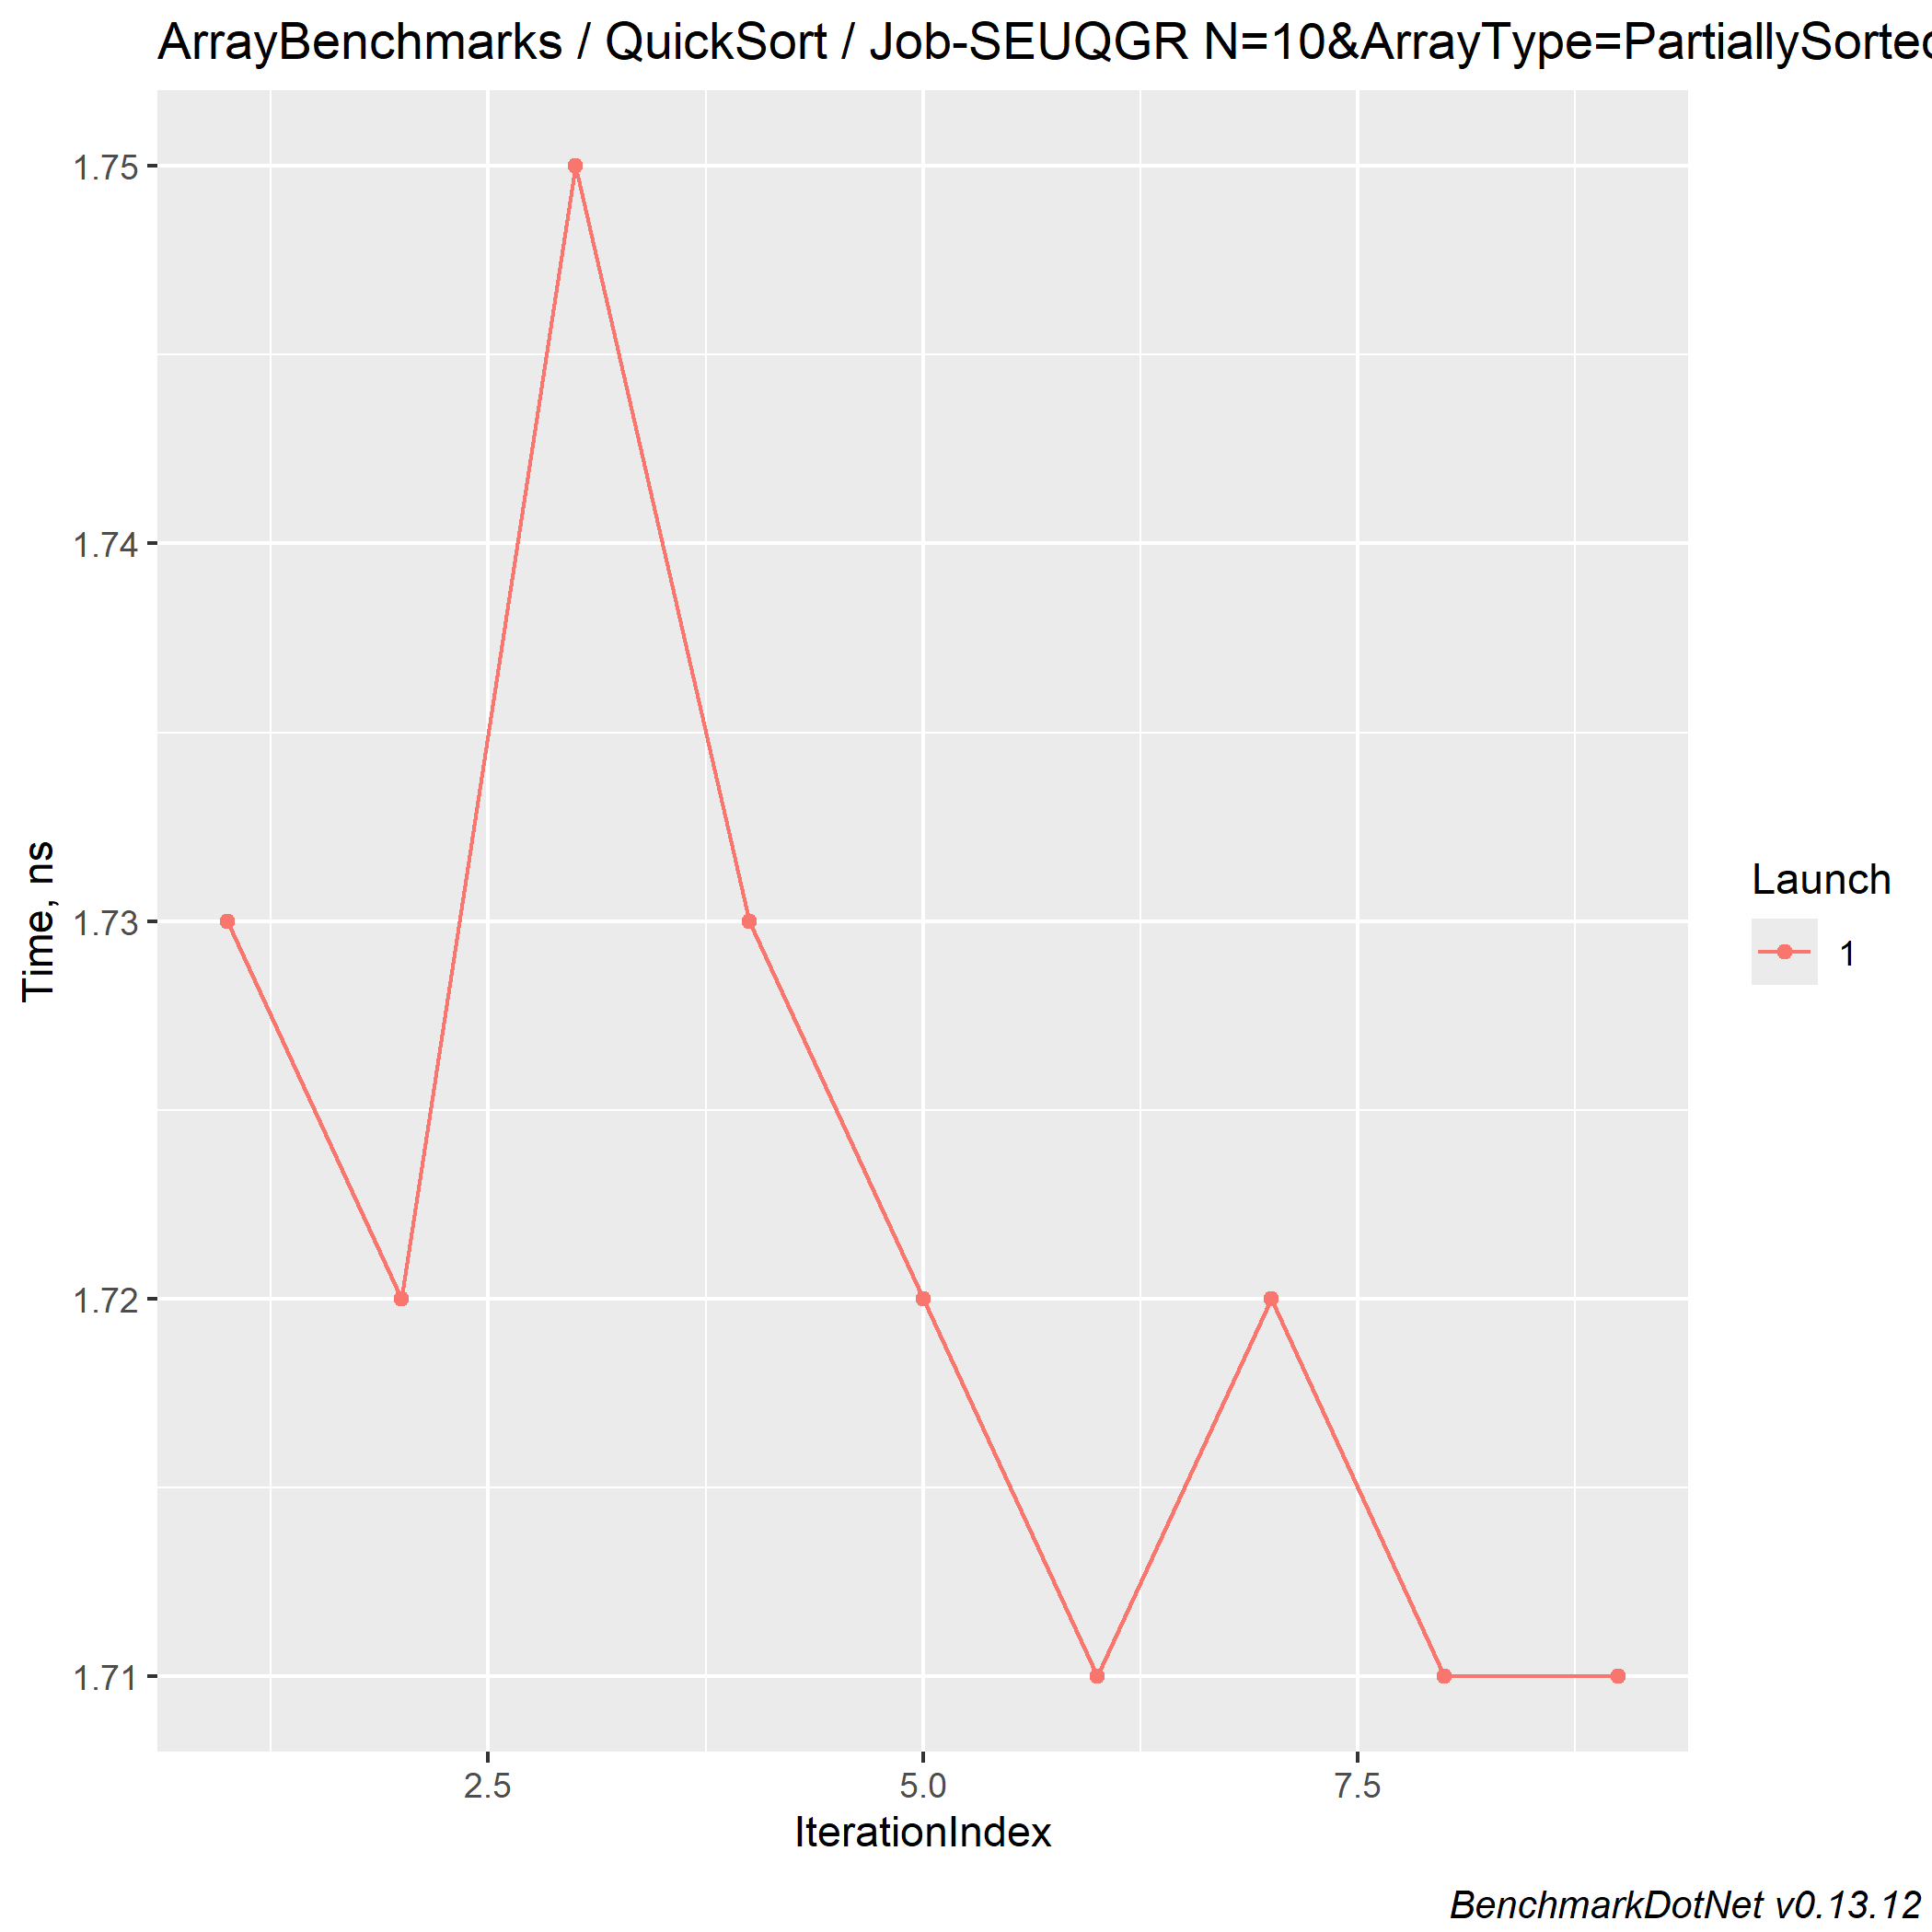 ArrayBenchmarks / QuickSort / Job-SEUQGR N=10&ArrayType=PartiallySorted
1.75
1.74
1.73
1.72
1.71
Time, ns
2.5 5.0 7.5
IterationIndex
Launch
1
BenchmarkDotNet v0.13.12